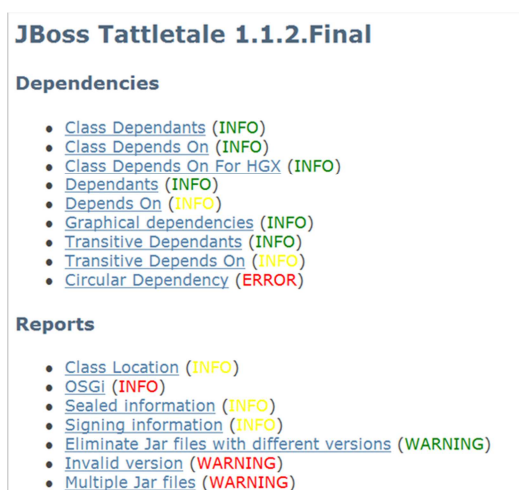 JBoss Tattletale 1.1.2.Final
Dependencies
Class Dependants (INFO)
Class Depends On (INFO)
Class Depends On For HGX (INFO)
Dependants (INFO)
Depends On (INFO)
Graphical dependencies (INFO)
Transitive Dependants (INFO)
Transitive Depends On (INFO)
Circular Dependency (ERROR)
Reports
Class Location (INFO)
OSGi (INFO)
Sealed information (INFO)
Signing information (INFO)
Eliminate Jar files with different versions (WARNING)
Invalid version (WARNING)
Multiple Jar files (WARNING)